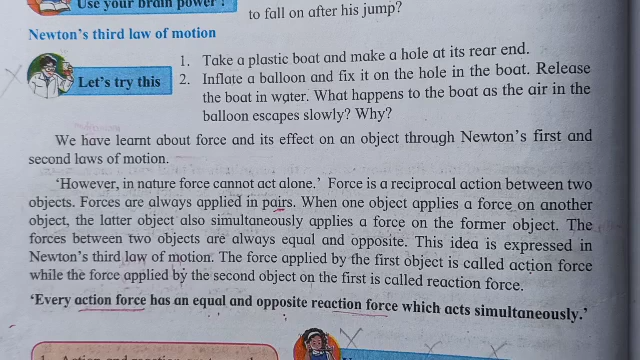 Use your brain power !
to fall on after his jump?
Newton's third law of motion
1. Take a plastic boat and make a hole at its rear end.
Let's try this
2. Inflate a balloon and fix it on the hole in the boat. Release
the boat in water. What happens to the boat as the air in the
balloon escapes slowly? Why?
We have learnt about force and its effect on an object through Newton's first and
second laws of motion.
'However, in nature force cannot act alone.' Force is a reciprocal action between two
objects. Forces are always applied in pairs. When one object applies a force on another
object, the latter object also simultaneously applies a force on the former object. The
forces between two objects are always equal and opposite. This idea is expressed in
Newton's third law of motion. The force applied by the first object is called action force
while the force applied by the second object on the first is called reaction force.
'Every action force has an equal and opposite reaction force which acts simultaneously.'
1. Action and reaction